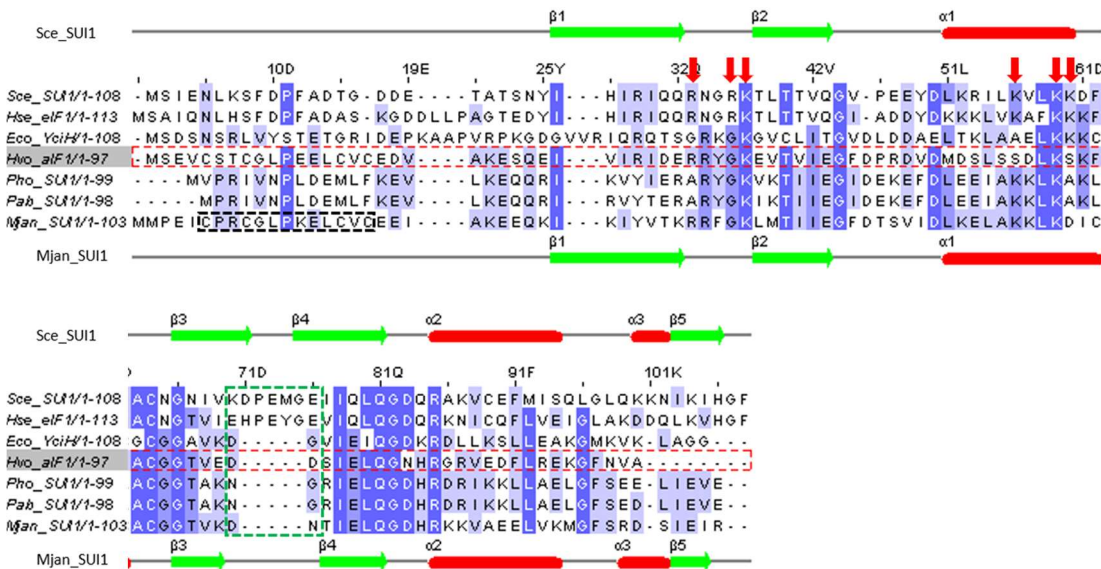 Sce_SUI1
β1 β2 α1
10D 19E 25Y 32Q 42V 51L 61D
Sce_SUI1/1-108 -MSIENLKSFDPFADTG-DDE----TATSNYI---HIRIQQRNGRKTLTTVQGV-PEEYDLKRILKVLKKDF
Hse_eIF1/1-113 -MSAIQNLHSFDPFADAS-KGDDLLPAGTEDYI---RIRIQQRNGRKTLTTVQGIA-DDYDKKKLVKAFKKKF
Eco_YciH/1-108 -MSDSNSRLVYSTETGRIDEPKAAPVRPKGDGVVRIQRQTSGRKGKGVCLITGVDLDDAELTKLAAELKKKC
Hvo_aIF1/1-97 -MSEVCSTCGLPEELCVCEDV----AKESQEI---VIRIDERRYGKEVTVIEGFDPRDVDMDSLSSDLKSKF
Pho_SUI1/1-99 ----MVPRIVNPLDEMLFKEV----LKEQQRI---KVYIERARYGKVKTIIEGIDEKEFDLEEIAKKLKAKL
Pab_SUI1/1-98 -----MPRIVNPLDEMLFKEV----LKEQQRI---RVYTERARYGKIKTIIEGIDEKEFDLEEIAKKLKAKL
Mjan_SUI1/1-103 MMPEICPRCGLPKELCVCEEI----AKEEQKI---KIYVTKRRFGKLMTIIEGFDTSVIDLKELAKKLKDIC
β1 β2 α1
Mjan_SUI1
β3 β4 α2 α3 β5
Sce_SUI1
71D 81Q 91F 101K
Sce_SUI1/1-108 ACNGNIVKDPEMGEIIQLQGDQRAKVCEFMISQLGLQKKNIKIHGF
Hse_eIF1/1-113 ACNGTVIEHPEYGEVIQLQGDQRKNICQFLVEIGLAKDDQLKVHGF
Eco_YciH/1-108 GCGGAVKD-----GVIEIQGDKRDLLKSLLEAKGMKVK-LAGG--
Hvo_aIF1/1-97 ACGGTVED-----DSIELQGNHRGRVEDFLREKGFNVA-------
Pho_SUI1/1-99 ACGGTAKN-----GRIELQGDHRDRIKKLLAELGFSEE-LIEVE--
Pab_SUI1/1-98 ACGGTAKN-----GRIELQGDHRDRIKKLLAELGFSED-LIEVE--
Mjan_SUI1/1-103 ACGGTVKD-----NTIELQGDHRKKVAEELVKMGFSRD-SIEIR--
β3 β4 α2 α3 β5
Mjan_SUI1